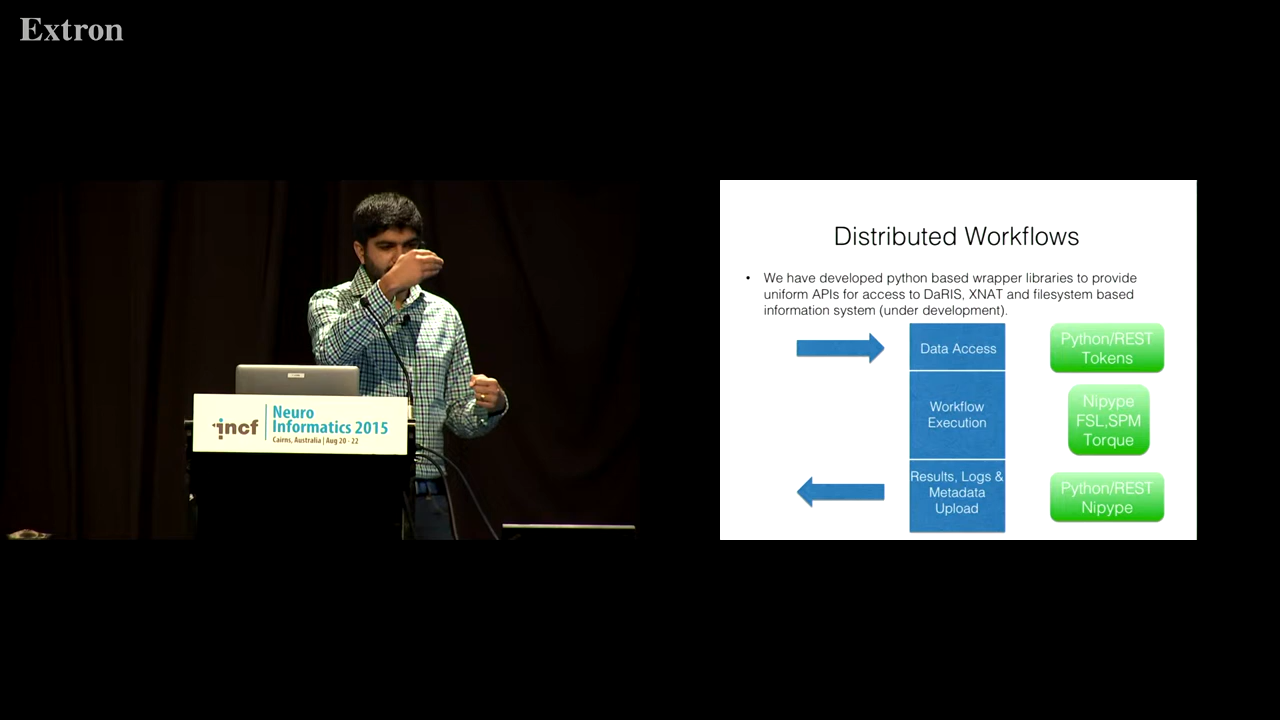 Extron
incf
Neuro
Informatics 2015
Cairns, Australia | Aug 20 - 22
Distributed Workflows
• We have developed python based wrapper libraries to provide
uniform APIs for access to DaRIS, XNAT and filesystem based
information system (under development).
Data Access
Python/REST
Tokens
Workflow
Execution
Nipype
FSL,SPM
Torque
Results, Logs &
Metadata
Upload
Python/REST
Nipype